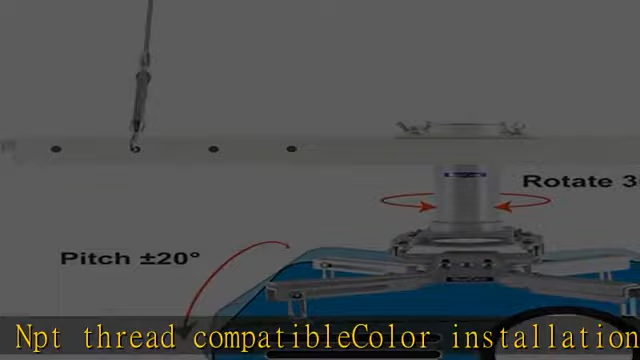 Rotate 3
Pitch ±20°
Npt thread compatibleColor installation